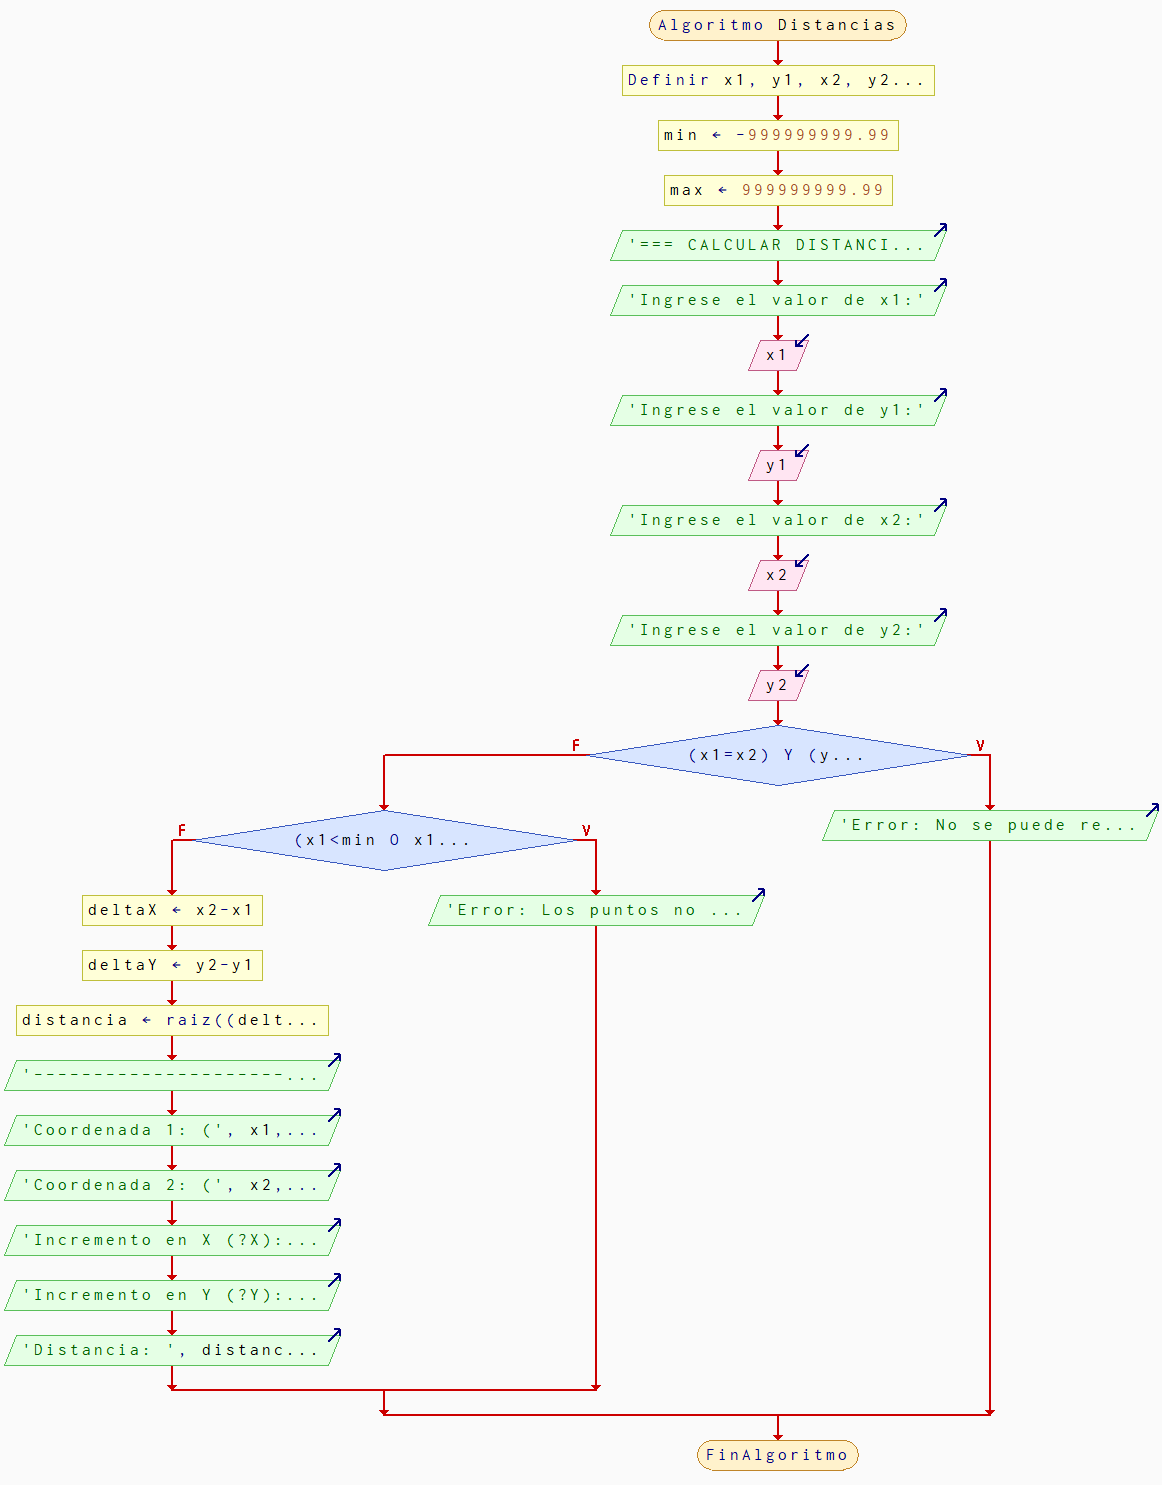 Algoritmo Distancias
Definir x1, y1, x2, y2...
min ← -999999999.99
max ← 999999999.99
'=== CALCULAR DISTANCI...
'Ingrese el valor de x1:'
x1
'Ingrese el valor de y1:'
y1
'Ingrese el valor de x2:'
x2
'Ingrese el valor de y2:'
y2
F
(x1=x2) Y (y...
V
F
(x1<min O x1...
V
'Error: No se puede re...
deltaX ← x2-x1
'Error: Los puntos no ...
deltaY ← y2-y1
distancia ← raiz((delt...
'---------------------...
'Coordenada 1: (', x1,...
'Coordenada 2: (', x2,...
'Incremento en X (?X):...
'Incremento en Y (?Y):...
'Distancia: ', distanc...
FinAlgoritmo